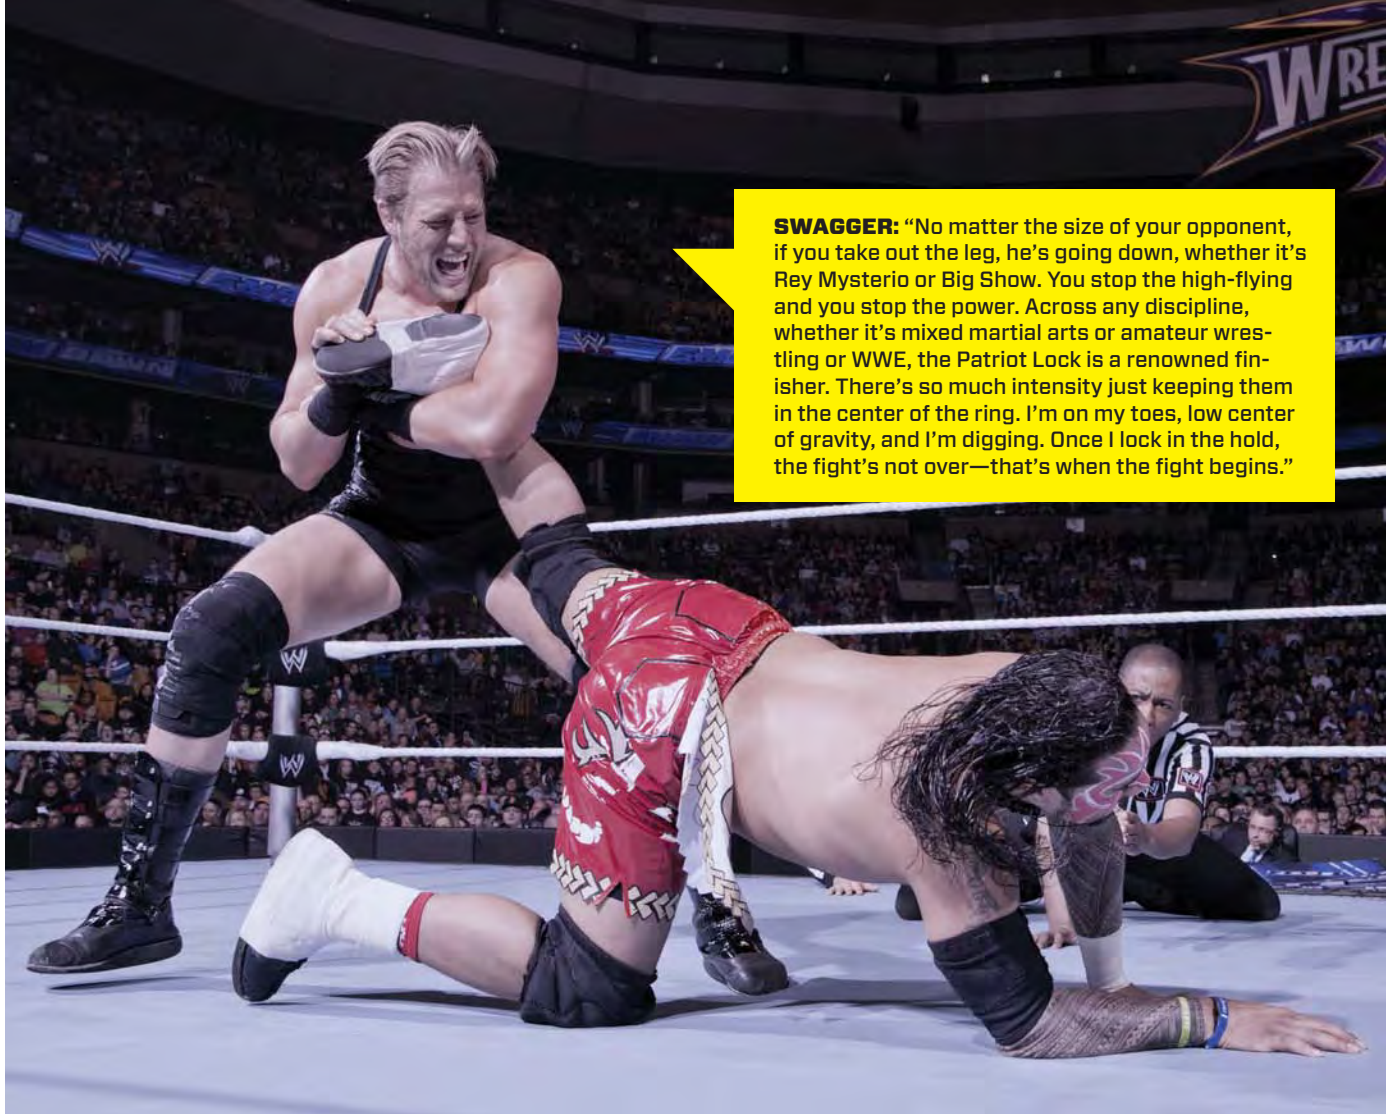 WRE
X
SWAGGER: “No matter the size of your opponent,
if you take out the leg, he’s going down, whether it’s
Rey Mysterio or Big Show. You stop the high-flying
and you stop the power. Across any discipline,
whether it’s mixed martial arts or amateur wres-
tling or WWE, the Patriot Lock is a renowned fin-
isher. There’s so much intensity just keeping them
in the center of the ring. I’m on my toes, low center
of gravity, and I’m digging. Once I lock in the hold,
the fight’s not over—that’s when the fight begins.”